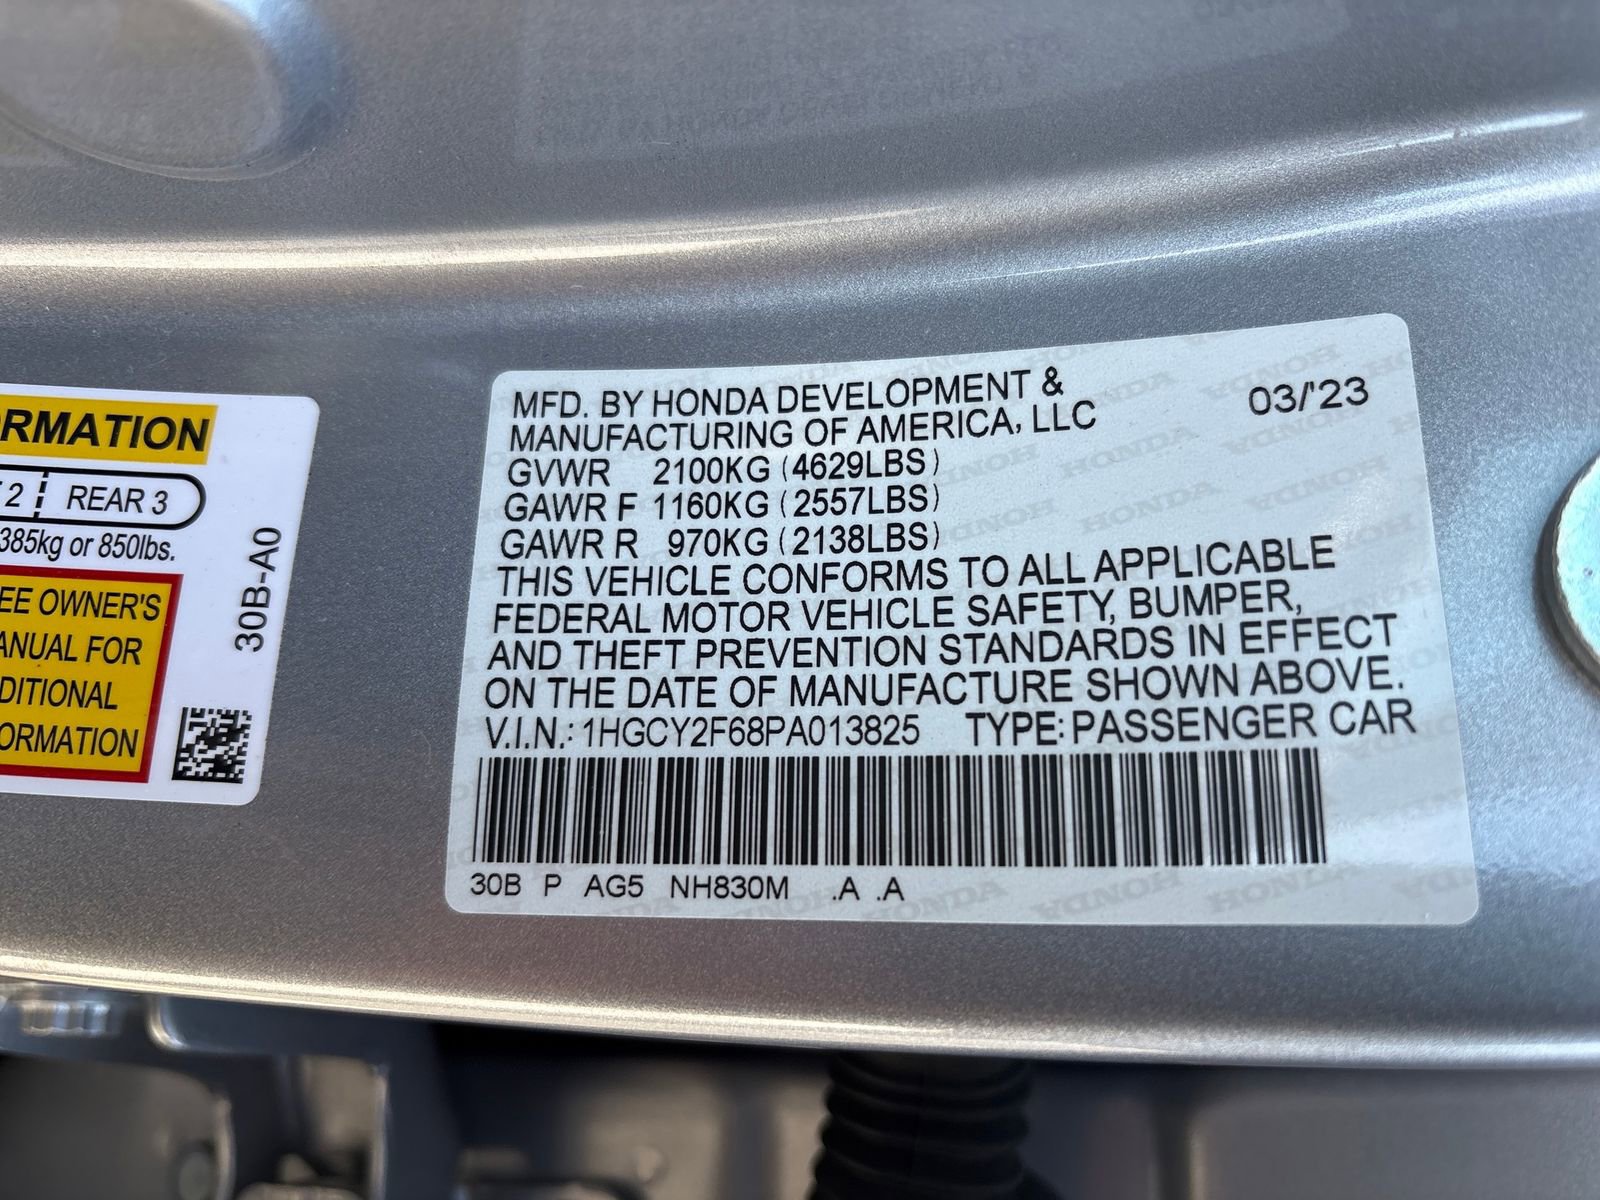 RMATION
2 REAR 3
385kg or 850lbs.
EE OWNER'S
ANUAL FOR
DITIONAL
ORMATION
30B-A0
MFD. BY HONDA DEVELOPMENT &
MANUFACTURING OF AMERICA, LLC
03/'23
GVWR 2100KG (4629LBS)
GAWR F 1160KG (2557LBS)
GAWR R 970KG (2138LBS)
THIS VEHICLE CONFORMS TO ALL APPLICABLE
FEDERAL MOTOR VEHICLE SAFETY, BUMPER,
AND THEFT PREVENTION STANDARDS IN EFFECT
ON THE DATE OF MANUFACTURE SHOWN ABOVE.
V.I.N.: 1HGCY2F68PA013825 TYPE: PASSENGER CAR
30B P AG5 NH830M .A .A